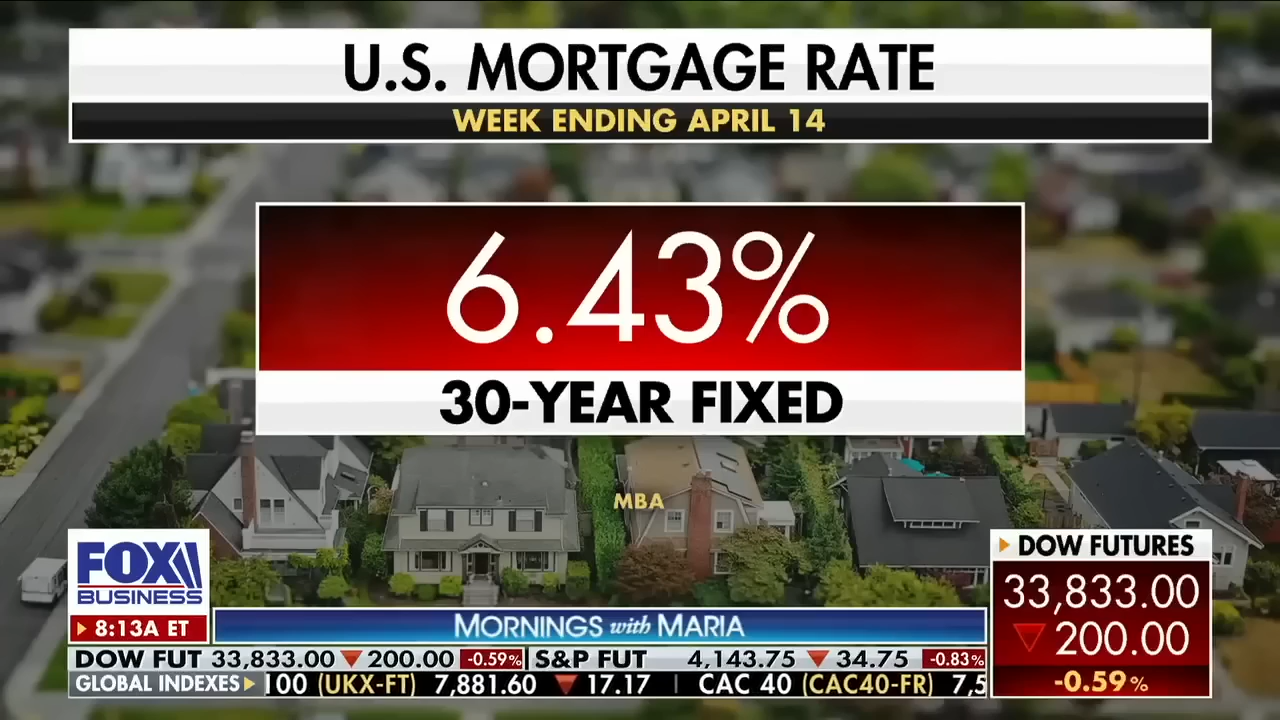 U.S. MORTGAGE RATE
WEEK ENDING APRIL 14
6.43%
30-YEAR FIXED
MBA
FOX BUSINESS
8:13A ET
MORNINGS with MARIA
DOW FUTURES
33,833.00
▼ 200.00
-0.59%
DOW FUT 33,833.00 ▼ 200.00 -0.59% S&P FUT 4,143.75 ▼ 34.75 -0.83%
GLOBAL INDEXES 100 (UKX-FT) 7,881.60 ▼ 17.17 | CAC 40 (CAC40-FR) 7,5